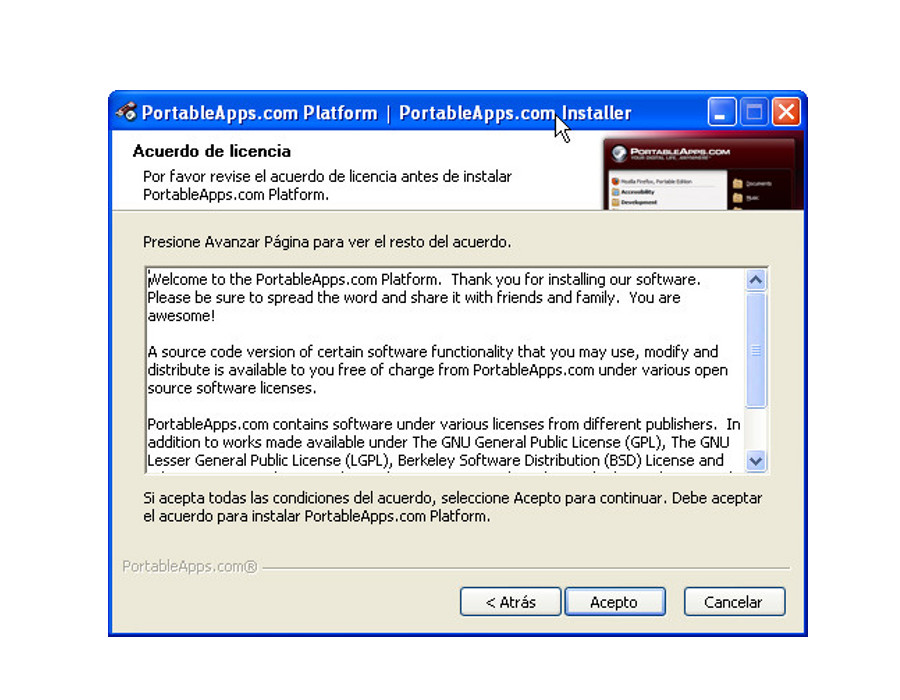 PortableApps.com Platform | PortableApps.com Installer
Acuerdo de licencia
Por favor revise el acuerdo de licencia antes de instalar
PortableApps.com Platform.
PORTABLEAPPS.COM
YOUR DIGITAL LIFE, ANYWHERE™
Mozilla Firefox, Portable Edition
Accessibility
Development
Documents
Music
Presione Avanzar Página para ver el resto del acuerdo.
Welcome to the PortableApps.com Platform.  Thank you for installing our software.
Please be sure to spread the word and share it with friends and family.  You are
awesome!
A source code version of certain software functionality that you may use, modify and
distribute is available to you free of charge from PortableApps.com under various open
source software licenses.
PortableApps.com contains software under various licenses from different publishers.  In
addition to works made available under The GNU General Public License (GPL), The GNU
Lesser General Public License (LGPL), Berkeley Software Distribution (BSD) License and
Si acepta todas las condiciones del acuerdo, seleccione Acepto para continuar. Debe aceptar
el acuerdo para instalar PortableApps.com Platform.
PortableApps.com®
< Atrás
Acepto
Cancelar